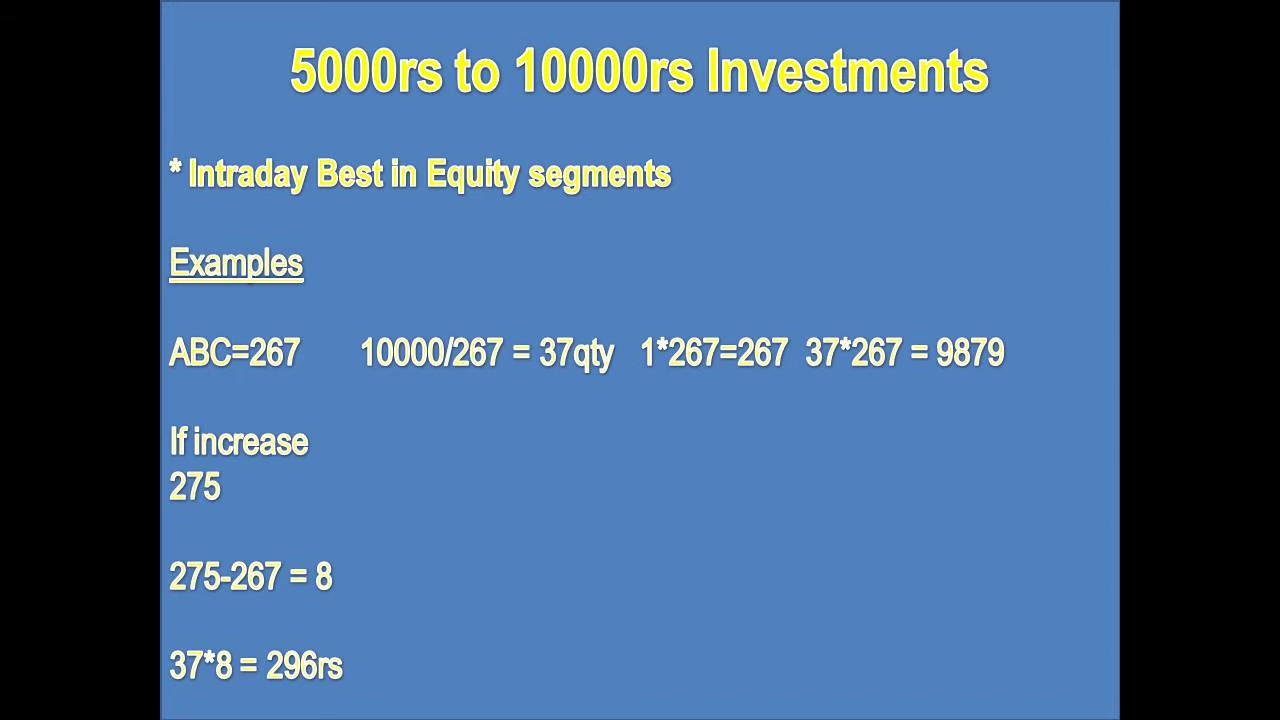 5000rs to 10000rs Investments
* Intraday Best in Equity segments
Examples
ABC=267 10000/267 = 37qty 1*267=267 37*267 = 9879
If increase
275
275-267 = 8
37*8 = 296rs